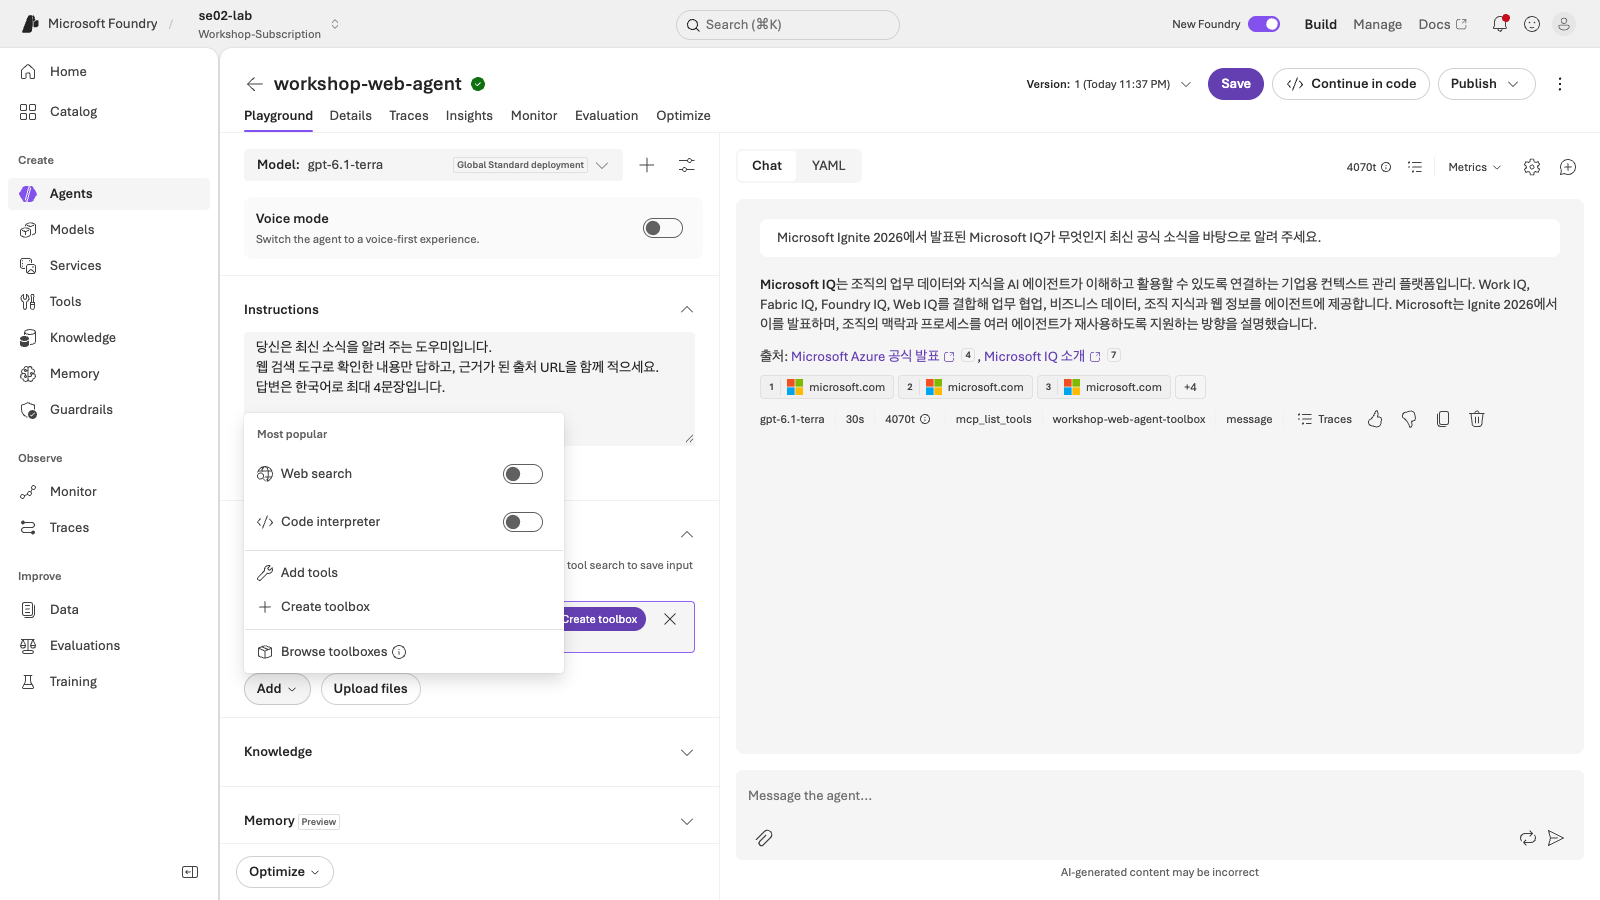 Microsoft Foundry
/
se02-lab
Workshop-Subscription
Search (⌘K)
New Foundry
Build
Manage
Docs
Home
Catalog
Create
Agents
Models
Services
Tools
Knowledge
Memory
Guardrails
Observe
Monitor
Traces
Improve
Data
Evaluations
Training
workshop-web-agent
Version: 1 (Today 11:37 PM)
Save
Continue in code
Publish
Playground
Details
Traces
Insights
Monitor
Evaluation
Optimize
Model: gpt-6.1-terra
Global Standard deployment
Voice mode
Switch the agent to a voice-first experience.
Instructions
당신은 최신 소식을 알려 주는 도우미입니다.
웹 검색 도구로 확인한 내용만 답하고, 근거가 된 출처 URL을 함께 적으세요.
답변은 한국어로 최대 4문장입니다.
Most popular
Web search
Code interpreter
Add tools
Create toolbox
Browse toolboxes
tool search to save input
Create toolbox
Add
Upload files
Knowledge
Memory Preview
Optimize
Chat
YAML
4070t
Metrics
Microsoft Ignite 2026에서 발표된 Microsoft IQ가 무엇인지 최신 공식 소식을 바탕으로 알려 주세요.
Microsoft IQ는 조직의 업무 데이터와 지식을 AI 에이전트가 이해하고 활용할 수 있도록 연결하는 기업용 컨텍스트 관리 플랫폼입니다. Work IQ,
Fabric IQ, Foundry IQ, Web IQ를 결합해 업무 협업, 비즈니스 데이터, 조직 지식과 웹 정보를 에이전트에 제공합니다. Microsoft는 Ignite 2026에서
이를 발표하며, 조직의 맥락과 프로세스를 여러 에이전트가 재사용하도록 지원하는 방향을 설명했습니다.
출처: Microsoft Azure 공식 발표 4 , Microsoft IQ 소개 7
1 microsoft.com
2 microsoft.com
3 microsoft.com
+4
gpt-6.1-terra
30s
4070t
mcp_list_tools
workshop-web-agent-toolbox
message
Traces
Message the agent...
AI-generated content may be incorrect